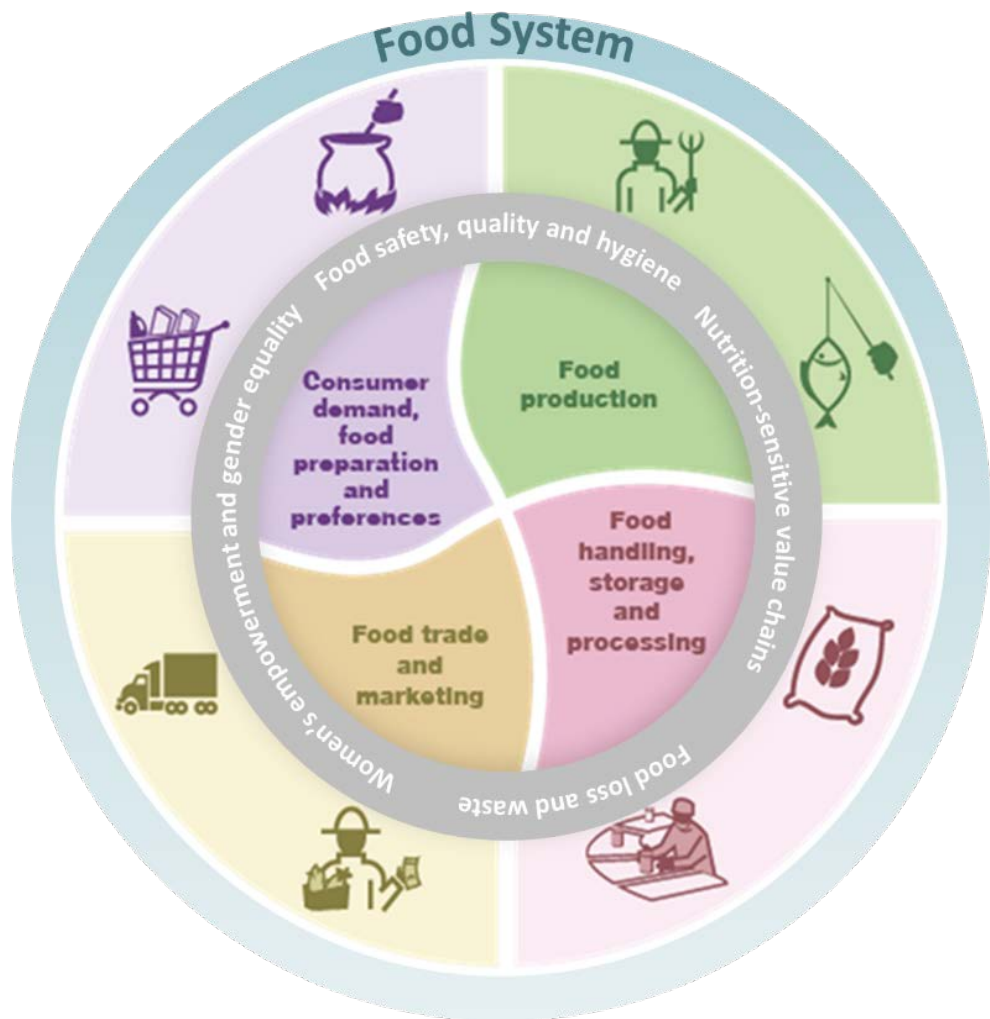 Food System
Food safety, quality and hygiene
Nutrition-sensitive value chains
Food loss and waste
Women's empowerment and gender equality
Consumer
demand,
food
preparation
and
preferences
Food
production
Food
handling,
storage
and
processing
Food trade
and
marketing